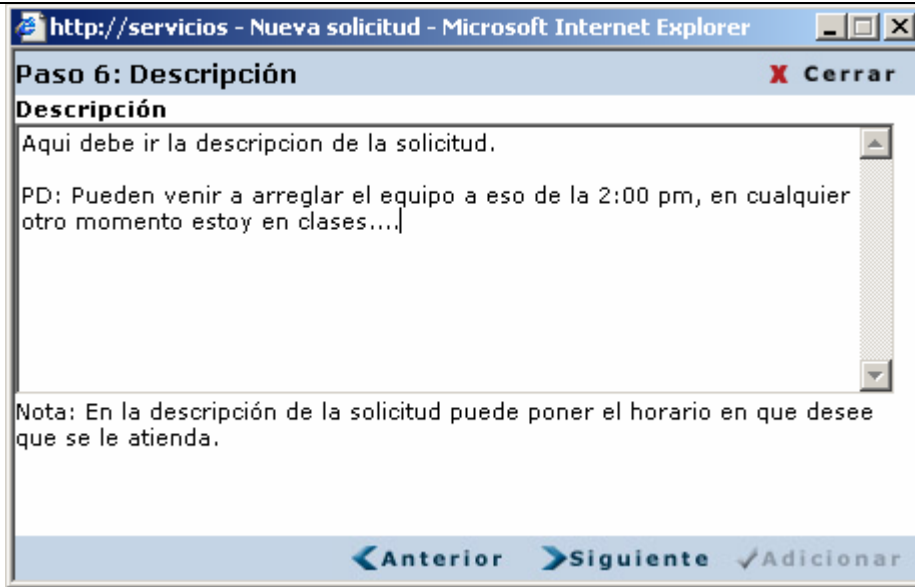 http://servicios - Nueva solicitud - Microsoft Internet Explorer
Paso 6: Descripción
X Cerrar
Descripción
Aqui debe ir la descripcion de la solicitud.
PD: Pueden venir a arreglar el equipo a eso de la 2:00 pm, en cualquier
otro momento estoy en clases....
Nota: En la descripción de la solicitud puede poner el horario en que desee
que se le atienda.
Anterior Siguiente Adicionar